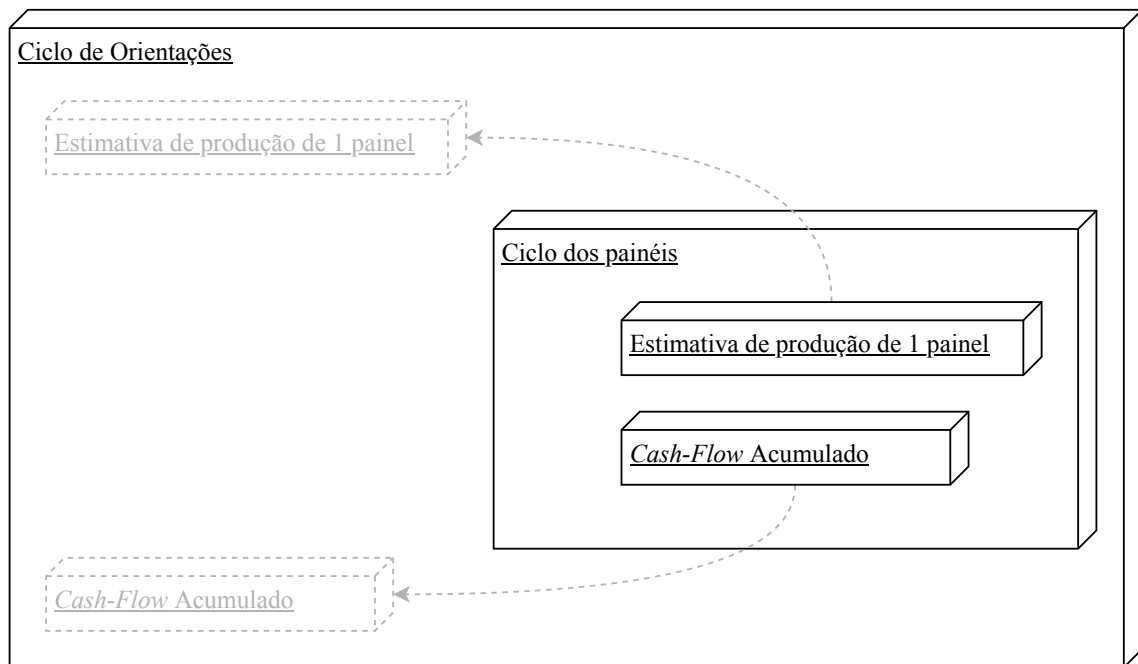 Ciclo de Orientações
Estimativa de produção de 1 painel
Ciclo dos painéis
Estimativa de produção de 1 painel
Cash-Flow Acumulado
Cash-Flow Acumulado